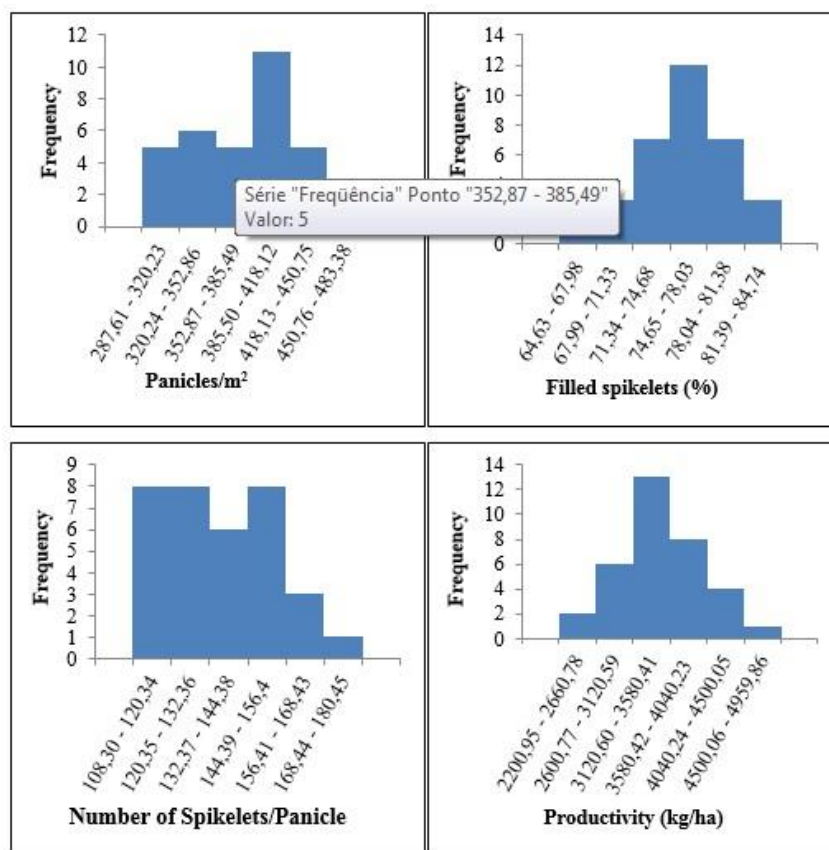 Frequency
12
10
8
6
4
2
0
287,61 - 320,23
320,24 - 352,86
352,87 - 385,49
385,50 - 418,12
418,13 - 450,75
450,76 - 483,38
Panicles/m²
Série "Freqüência" Ponto "352,87 - 385,49"
Valor: 5
Frequency
14
12
10
8
6
0
64,63 - 67,98
67,99 - 71,33
71,34 - 74,68
74,65 - 78,03
78,04 - 81,38
81,39 - 84,74
Filled spikelets (%)
Frequency
9
8
7
6
5
4
3
2
1
0
108,30 - 120,34
120,35 - 132,36
132,37 - 144,38
144,39 - 156,4
156,41 - 168,43
168,44 - 180,45
Number of Spikelets/Panicle
Frequency
14
12
10
8
6
4
2
0
2200,95 - 2660,78
2600,77 - 3120,59
3120,60 - 3580,41
3580,42 - 4040,23
4040,24 - 4500,05
4500,06 - 4959,86
Productivity (kg/ha)